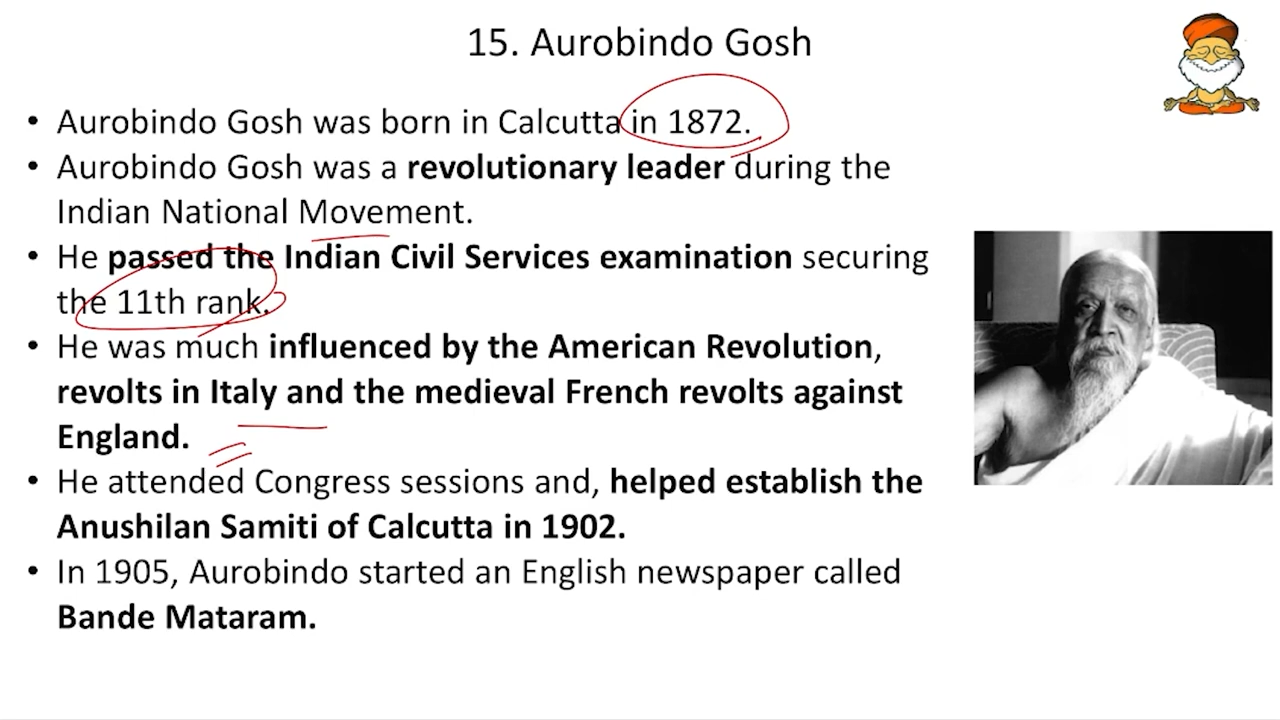 15. Aurobindo Gosh
• Aurobindo Gosh was born in Calcutta in 1872.
• Aurobindo Gosh was a revolutionary leader during the
Indian National Movement.
• He passed the Indian Civil Services examination securing
the 11th rank.
• He was much influenced by the American Revolution,
revolts in Italy and the medieval French revolts against
England.
• He attended Congress sessions and, helped establish the
Anushilan Samiti of Calcutta in 1902.
• In 1905, Aurobindo started an English newspaper called
Bande Mataram.